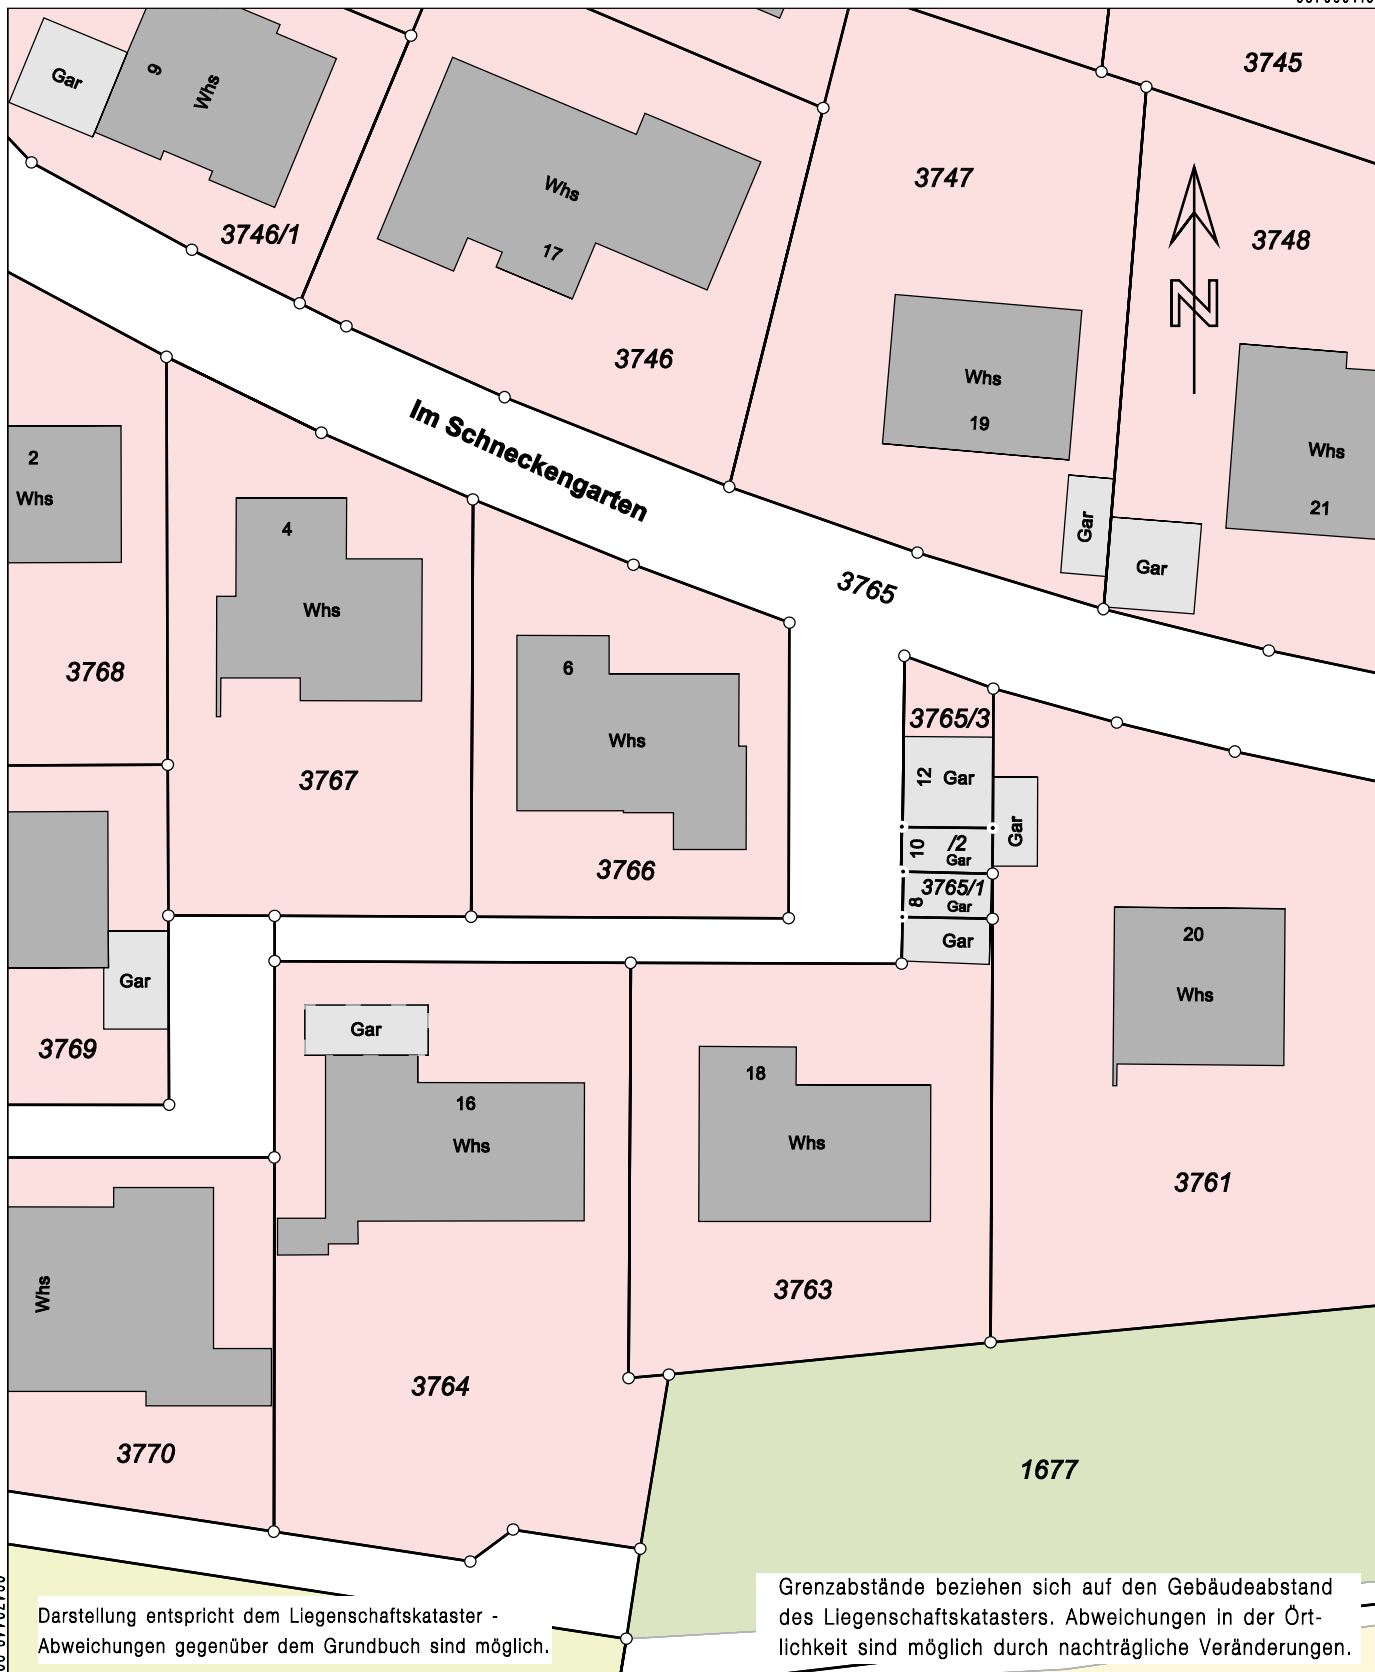 3745
Gar
9
Whs
3747
Whs
17
3746/1
3748
N
3746
Whs
19
Im Schneckengarten
2
Whs
4
Whs
Whs
21
Gar
Gar
3765
3768
6
Whs
3765/3
3767
12 Gar
Gar
10 /2
Gar
3766
3765/1
8 Gar
Gar
20
Whs
Gar
3769
Gar
16
Whs
18
Whs
3761
Whs
3763
3764
3770
1677
Darstellung entspricht dem Liegenschaftskataster -
Abweichungen gegenüber dem Grundbuch sind möglich.
Grenzabstände beziehen sich auf den Gebäudeabstand
des Liegenschaftskatasters. Abweichungen in der Ört-
lichkeit sind möglich durch nachträgliche Veränderungen.